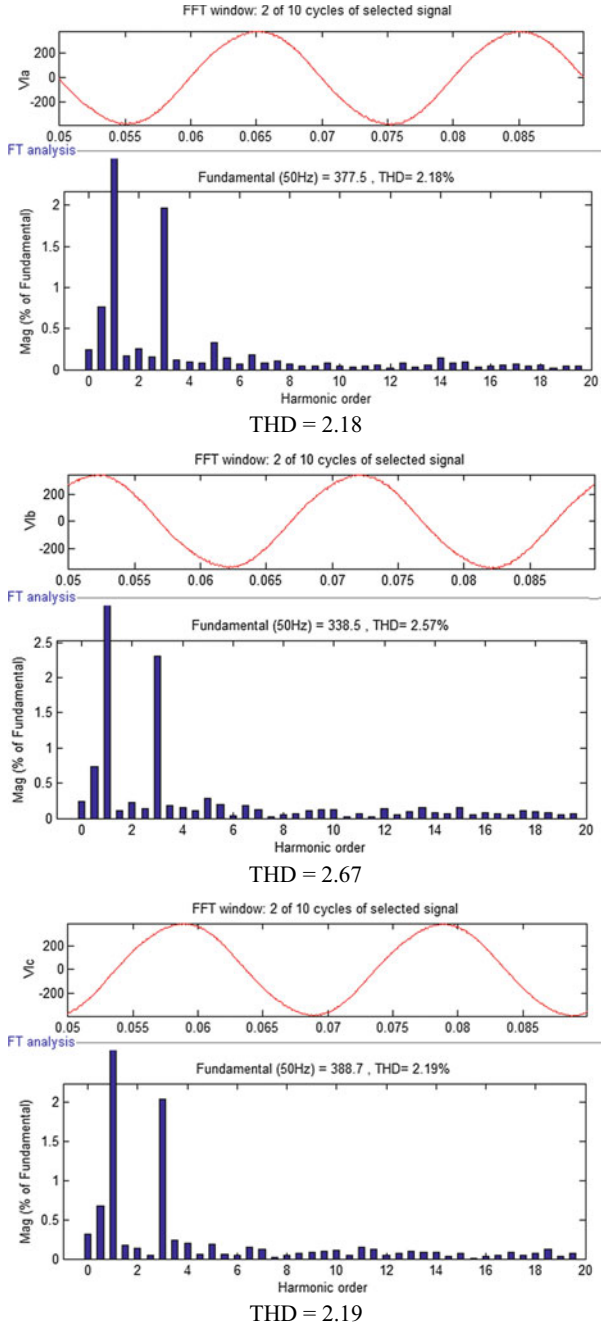 FFT window: 2 of 10 cycles of selected signal
Vla
200
0
-200
0.05 0.055 0.06 0.065 0.07 0.075 0.08 0.085
FT analysis
Fundamental (50Hz) = 377.5 , THD= 2.18%
Mag (% of Fundamental)
2
1.5
1
0.5
0
0 2 4 6 8 10 12 14 16 18 20
Harmonic order
THD = 2.18
FFT window: 2 of 10 cycles of selected signal
Vlb
200
0
-200
0.05 0.055 0.06 0.065 0.07 0.075 0.08 0.085
FT analysis
Fundamental (50Hz) = 338.5 , THD= 2.57%
Mag (% of Fundamental)
2.5
2
1.5
1
0.5
0
0 2 4 6 8 10 12 14 16 18 20
Harmonic order
THD = 2.67
FFT window: 2 of 10 cycles of selected signal
Vlc
200
0
-200
0.05 0.055 0.06 0.065 0.07 0.075 0.08 0.085
FT analysis
Fundamental (50Hz) = 388.7 , THD= 2.19%
Mag (% of Fundamental)
2
1.5
1
0.5
0
0 2 4 6 8 10 12 14 16 18 20
Harmonic order
THD = 2.19